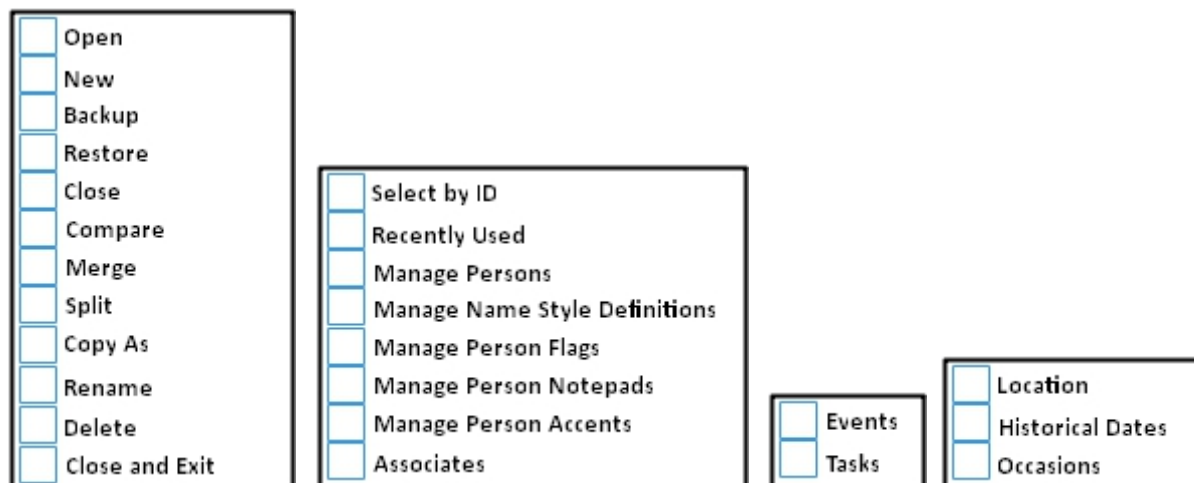 Open
New
Backup
Restore
Close
Compare
Merge
Split
Copy As
Rename
Delete
Close and Exit
Select by ID
Recently Used
Manage Persons
Manage Name Style Definitions
Manage Person Flags
Manage Person Notepads
Manage Person Accents
Associates
Events
Tasks
Location
Historical Dates
Occasions